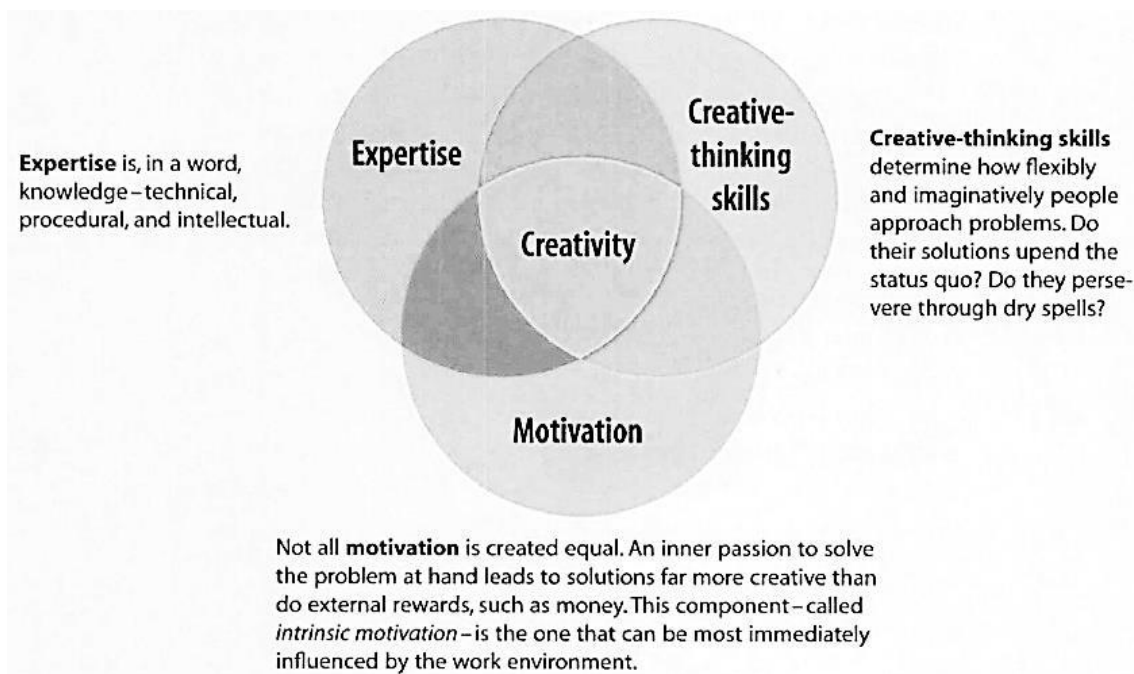 Expertise
Creative-
thinking
skills
Creativity
Motivation
Expertise is, in a word,
knowledge–technical,
procedural, and intellectual.
Creative-thinking skills
determine how flexibly
and imaginatively people
approach problems. Do
their solutions upend the
status quo? Do they perse-
vere through dry spells?
Not all motivation is created equal. An inner passion to solve
the problem at hand leads to solutions far more creative than
do external rewards, such as money. This component–called
intrinsic motivation–is the one that can be most immediately
influenced by the work environment.